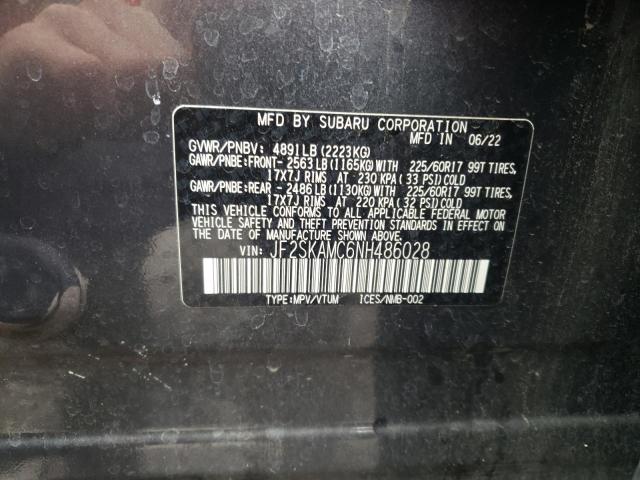 MFD BY SUBARU CORPORATION
MFD IN 06/22
GVWR/PNBV: 4891LB (2223KG)
GAWR/PNBE:FRONT- 2563LB (1165KG)WITH 225/60R17 99T TIRES,
17X7J RIMS AT 230 KPA (33 PSI)COLD
GAWR/PNBE:REAR - 2486LB (1130KG)WITH 225/60R17 99T TIRES,
17X7J RIMS AT 220 KPA (32 PSI)COLD
THIS VEHICLE CONFORMS TO ALL APPLICABLE FEDERAL MOTOR
VEHICLE SAFETY AND THEFT PREVENTION STANDARDS IN EFFECT
ON THE DATE OF MANUFACTURE SHOWN ABOVE.
VIN: JF2SKAMC6NH486028
TYPE:MPV/VTUM ICES/NMB-002